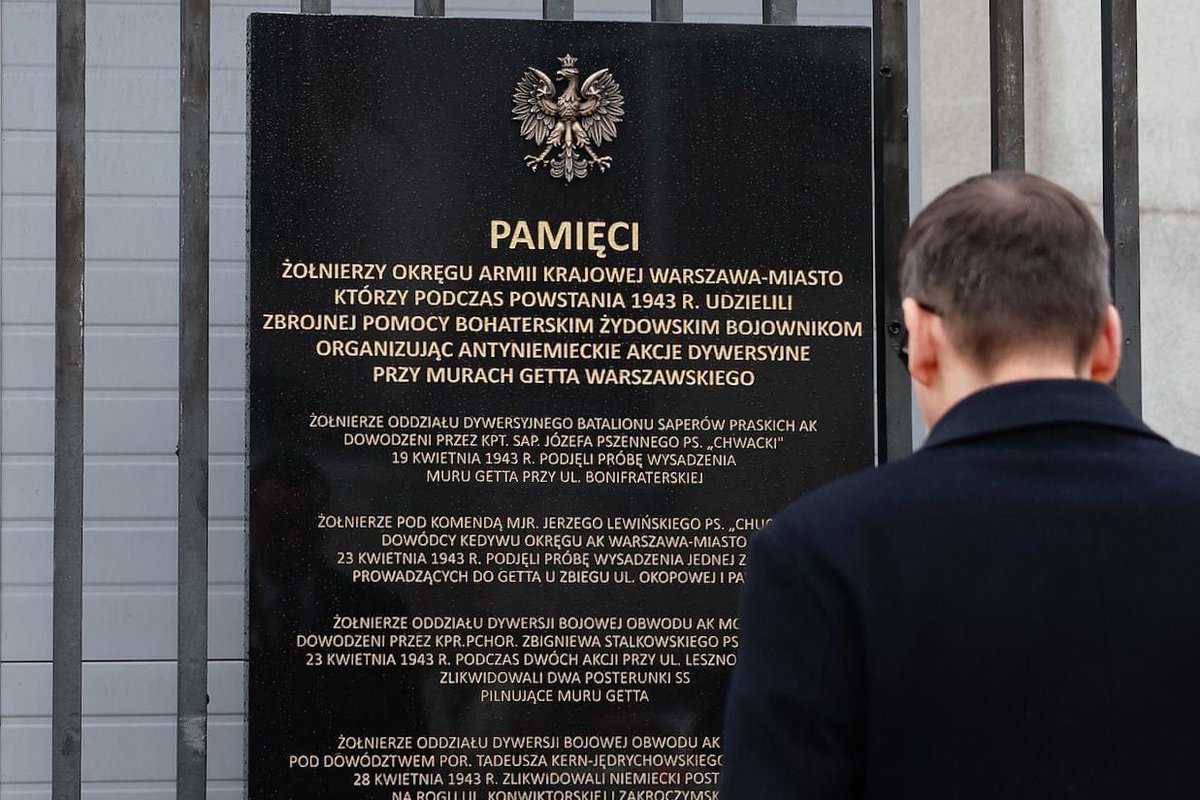 PAMIĘCI
ŻOŁNIERZY OKRĘGU ARMII KRAJOWEJ WARSZAWA-MIASTO
KTÓRZY PODCZAS POWSTANIA 1943 R. UDZIELILI
ZBROJNEJ POMOCY BOHATERSKIM ŻYDOWSKIM BOJOWNIKOM
ORGANIZUJĄC ANTYNIEMIECKIE AKCJE DYWERSYJNE
PRZY MURACH GETTA WARSZAWSKIEGO
ŻOŁNIERZE ODDZIAŁU DYWERSYJNEGO BATALIONU SAPERÓW PRASKICH AK
DOWODZENI PRZEZ KPT. SAP. JÓZEFA PSZENNEGO PS. „CHWACKI"
19 KWIETNIA 1943 R. PODJĘLI PRÓBĘ WYSADZENIA
MURU GETTA PRZY UL. BONIFRATERSKIEJ
ŻOŁNIERZE POD KOMENDĄ MJR. JERZEGO LEWIŃSKIEGO PS.
DOWÓDCY KEDYWU OKRĘGU AK WARSZAWA-MIASTO
23 KWIETNIA 1943 R. PODJĘLI PRÓBĘ WYSADZENIA JEDNEJ Z
PROWADZĄCYCH DO GETTA U ZBIEGU UL. OKOPOWEJ I
ŻOŁNIERZE ODDZIAŁU DYWERSJI BOJOWEJ OBWODU AK
DOWODZENI PRZEZ KPR.PCHOR. ZBIGNIEWA STALKOWSKIEGO PS
23 KWIETNIA 1943 R. PODCZAS DWÓCH AKCJI PRZY UL.
ZLIKWIDOWALI DWA POSTERUNKI SS
PILNUJĄCE MURU GETTA
ŻOŁNIERZE ODDZIAŁU DYWERSJI BOJOWEJ OBWODU AK
POD DOWÓDZTWEM POR. TADEUSZA KERN-JĘDRYCHOWSKIEGO
28 KWIETNIA 1943 R. ZLIKWIDOWALI NIEMIECKI
NA ROGU UL. KONWIKTORSKIEJ I